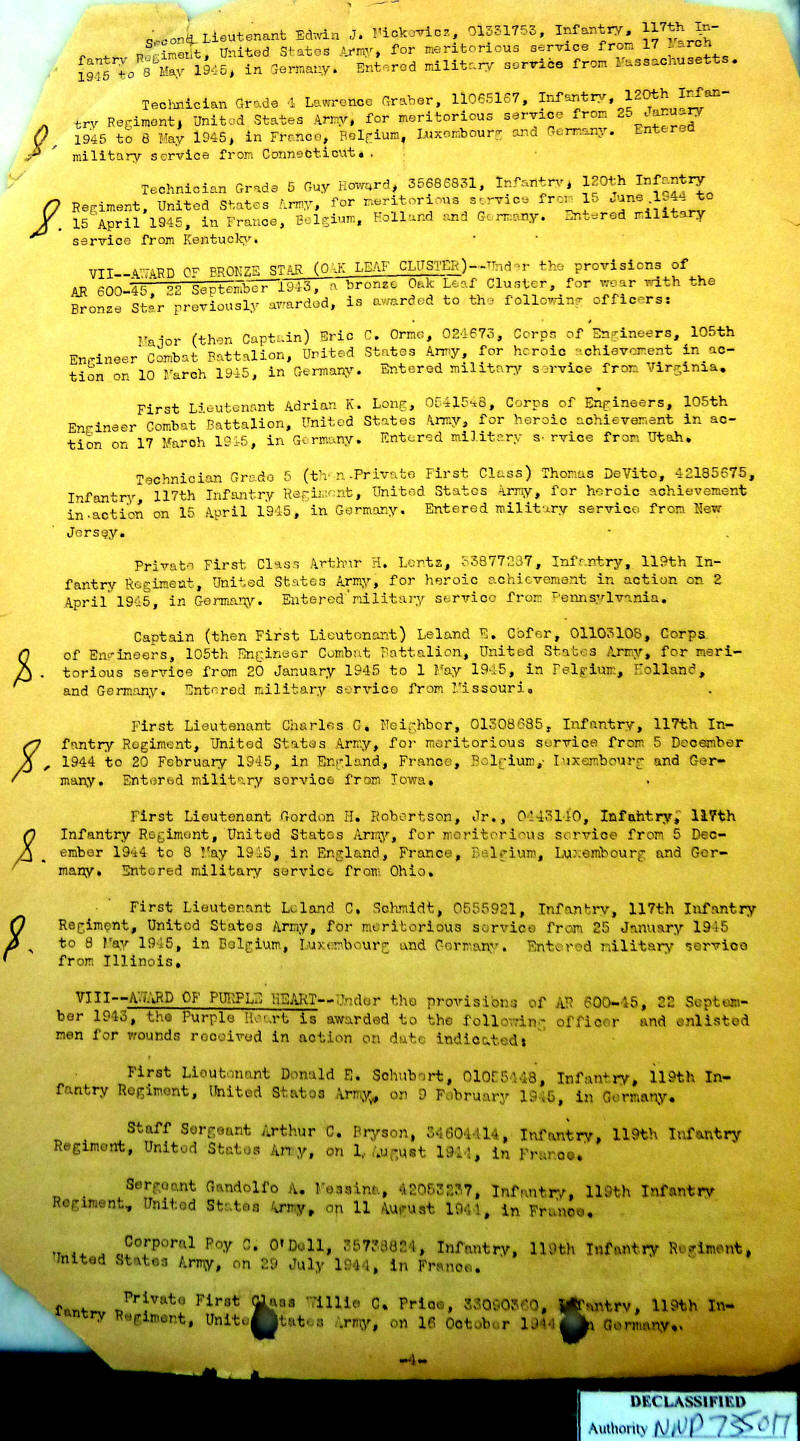 Second Lieutenant Edwin J. Mickevicz, 01331753, Infantry, 117th In-
fantry Regiment, United States Army, for meritorious service from 17 March
1945 to 8 May 1945, in Germany. Entered military service from Massachusetts.
Technician Grade 4 Lawrence Graber, 11065167, Infantry, 120th Infan-
try Regiment, United States Army, for meritorious service from 25 January
1945 to 8 May 1945, in France, Belgium, Luxembourg and Germany. Entered
military service from Connecticut.
Technician Grade 5 Guy Howard, 35686831, Infantry, 120th Infantry
Regiment, United States Army, for meritorious service from 15 June 1944 to
15 April 1945, in France, Belgium, Holland and Germany. Entered military
service from Kentucky.
VII--AWARD OF BRONZE STAR (OAK LEAF CLUSTER)--Under the provisions of
AR 600-45, 22 September 1943, a bronze Oak Leaf Cluster, for wear with the
Bronze Star previously awarded, is awarded to the following officers:
Major (then Captain) Eric C. Orme, 024673, Corps of Engineers, 105th
Engineer Combat Battalion, United States Army, for heroic achievement in ac-
tion on 10 March 1945, in Germany. Entered military service from Virginia.
First Lieutenant Adrian K. Long, 0541548, Corps of Engineers, 105th
Engineer Combat Battalion, United States Army, for heroic achievement in ac-
tion on 17 March 1945, in Germany. Entered military service from Utah.
Technician Grade 5 (then Private First Class) Thomas DeVito, 42185675,
Infantry, 117th Infantry Regiment, United States Army, for heroic achievement
in action on 15 April 1945, in Germany. Entered military service from New
Jersey.
Private First Class Arthur H. Lentz, 33877237, Infantry, 119th In-
fantry Regiment, United States Army, for heroic achievement in action on 2
April 1945, in Germany. Entered military service from Pennsylvania.
Captain (then First Lieutenant) Leland E. Cofer, 01103108, Corps
of Engineers, 105th Engineer Combat Battalion, United States Army, for meri-
torious service from 20 January 1945 to 1 May 1945, in Belgium, Holland,
and Germany. Entered military service from Missouri.
First Lieutenant Charles C. Neighbor, 01308685, Infantry, 117th In-
fantry Regiment, United States Army, for meritorious service from 5 December
1944 to 20 February 1945, in England, France, Belgium, Luxembourg and Ger-
many. Entered military service from Iowa.
First Lieutenant Gordon H. Robertson, Jr., 0443140, Infantry, 117th
Infantry Regiment, United States Army, for meritorious service from 5 Dec-
ember 1944 to 8 May 1945, in England, France, Belgium, Luxembourg and Ger-
many. Entered military service from Ohio.
First Lieutenant Leland C. Schmidt, 0555921, Infantry, 117th Infantry
Regiment, United States Army, for meritorious service from 25 January 1945
to 8 May 1945, in Belgium, Luxembourg and Germany. Entered military service
from Illinois.
VIII--AWARD OF PURPLE HEART--Under the provisions of AR 600-45, 22 Septem-
ber 1943, the Purple Heart is awarded to the following officer and enlisted
men for wounds received in action on date indicated:
First Lieutenant Donald E. Schubert, Infantry, 119th In-
fantry Regiment, United States Army, on 9 February 1945, in Germany.
Staff Sergeant Arthur C. Bryson, 34604414, Infantry, 119th Infantry
Regiment, United States Army, on August 1944, in France.
Sergeant Gandolfo A. Messina, 42053237, Infantry, 119th Infantry
Regiment, United States Army, on 11 August 1944, in France.
Corporal Roy C. O'Dell, 35738824, Infantry, 119th Infantry Regiment,
United States Army, on 29 July 1944, in France.
Private First Class Willie C. Price, 33090360, Infantry, 119th In-
fantry Regiment, United States Army, on 16 October 1944 in Germany.
-4-
DECLASSIFIED
Authority NND 735017